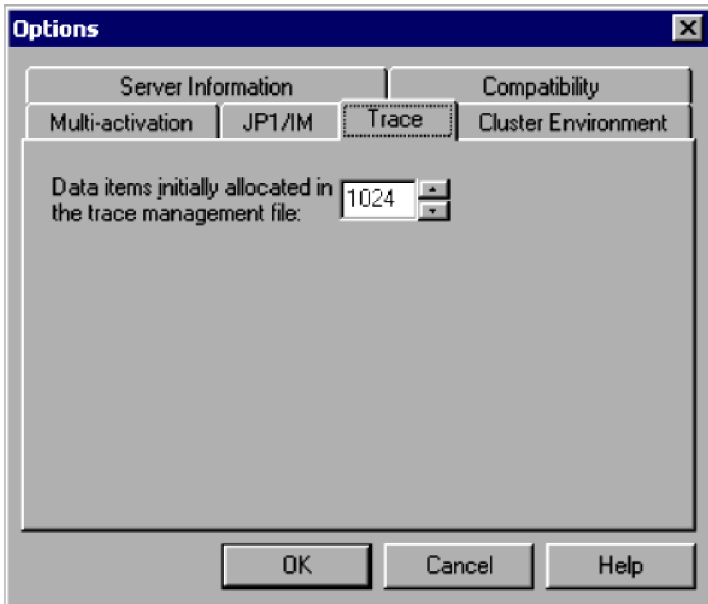 Options
Server Information Compatibility
Multi-activation JP1/IM Trace Cluster Environment
Data items initially allocated in 1024
the trace management file:
OK Cancel Help